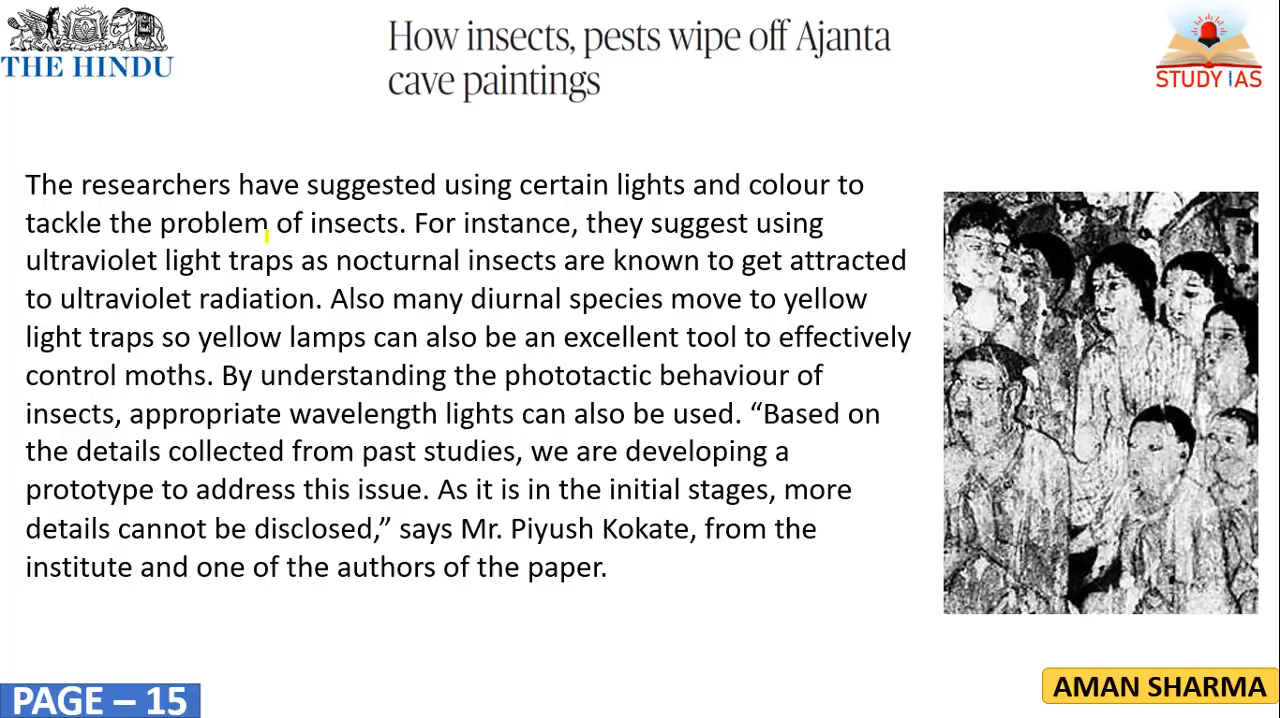 THE HINDU
How insects, pests wipe off Ajanta
cave paintings
STUDY IAS
The researchers have suggested using certain lights and colour to
tackle the problem of insects. For instance, they suggest using
ultraviolet light traps as nocturnal insects are known to get attracted
to ultraviolet radiation. Also many diurnal species move to yellow
light traps so yellow lamps can also be an excellent tool to effectively
control moths. By understanding the phototactic behaviour of
insects, appropriate wavelength lights can also be used. “Based on
the details collected from past studies, we are developing a
prototype to address this issue. As it is in the initial stages, more
details cannot be disclosed,” says Mr. Piyush Kokate, from the
institute and one of the authors of the paper.
PAGE – 15
AMAN SHARMA